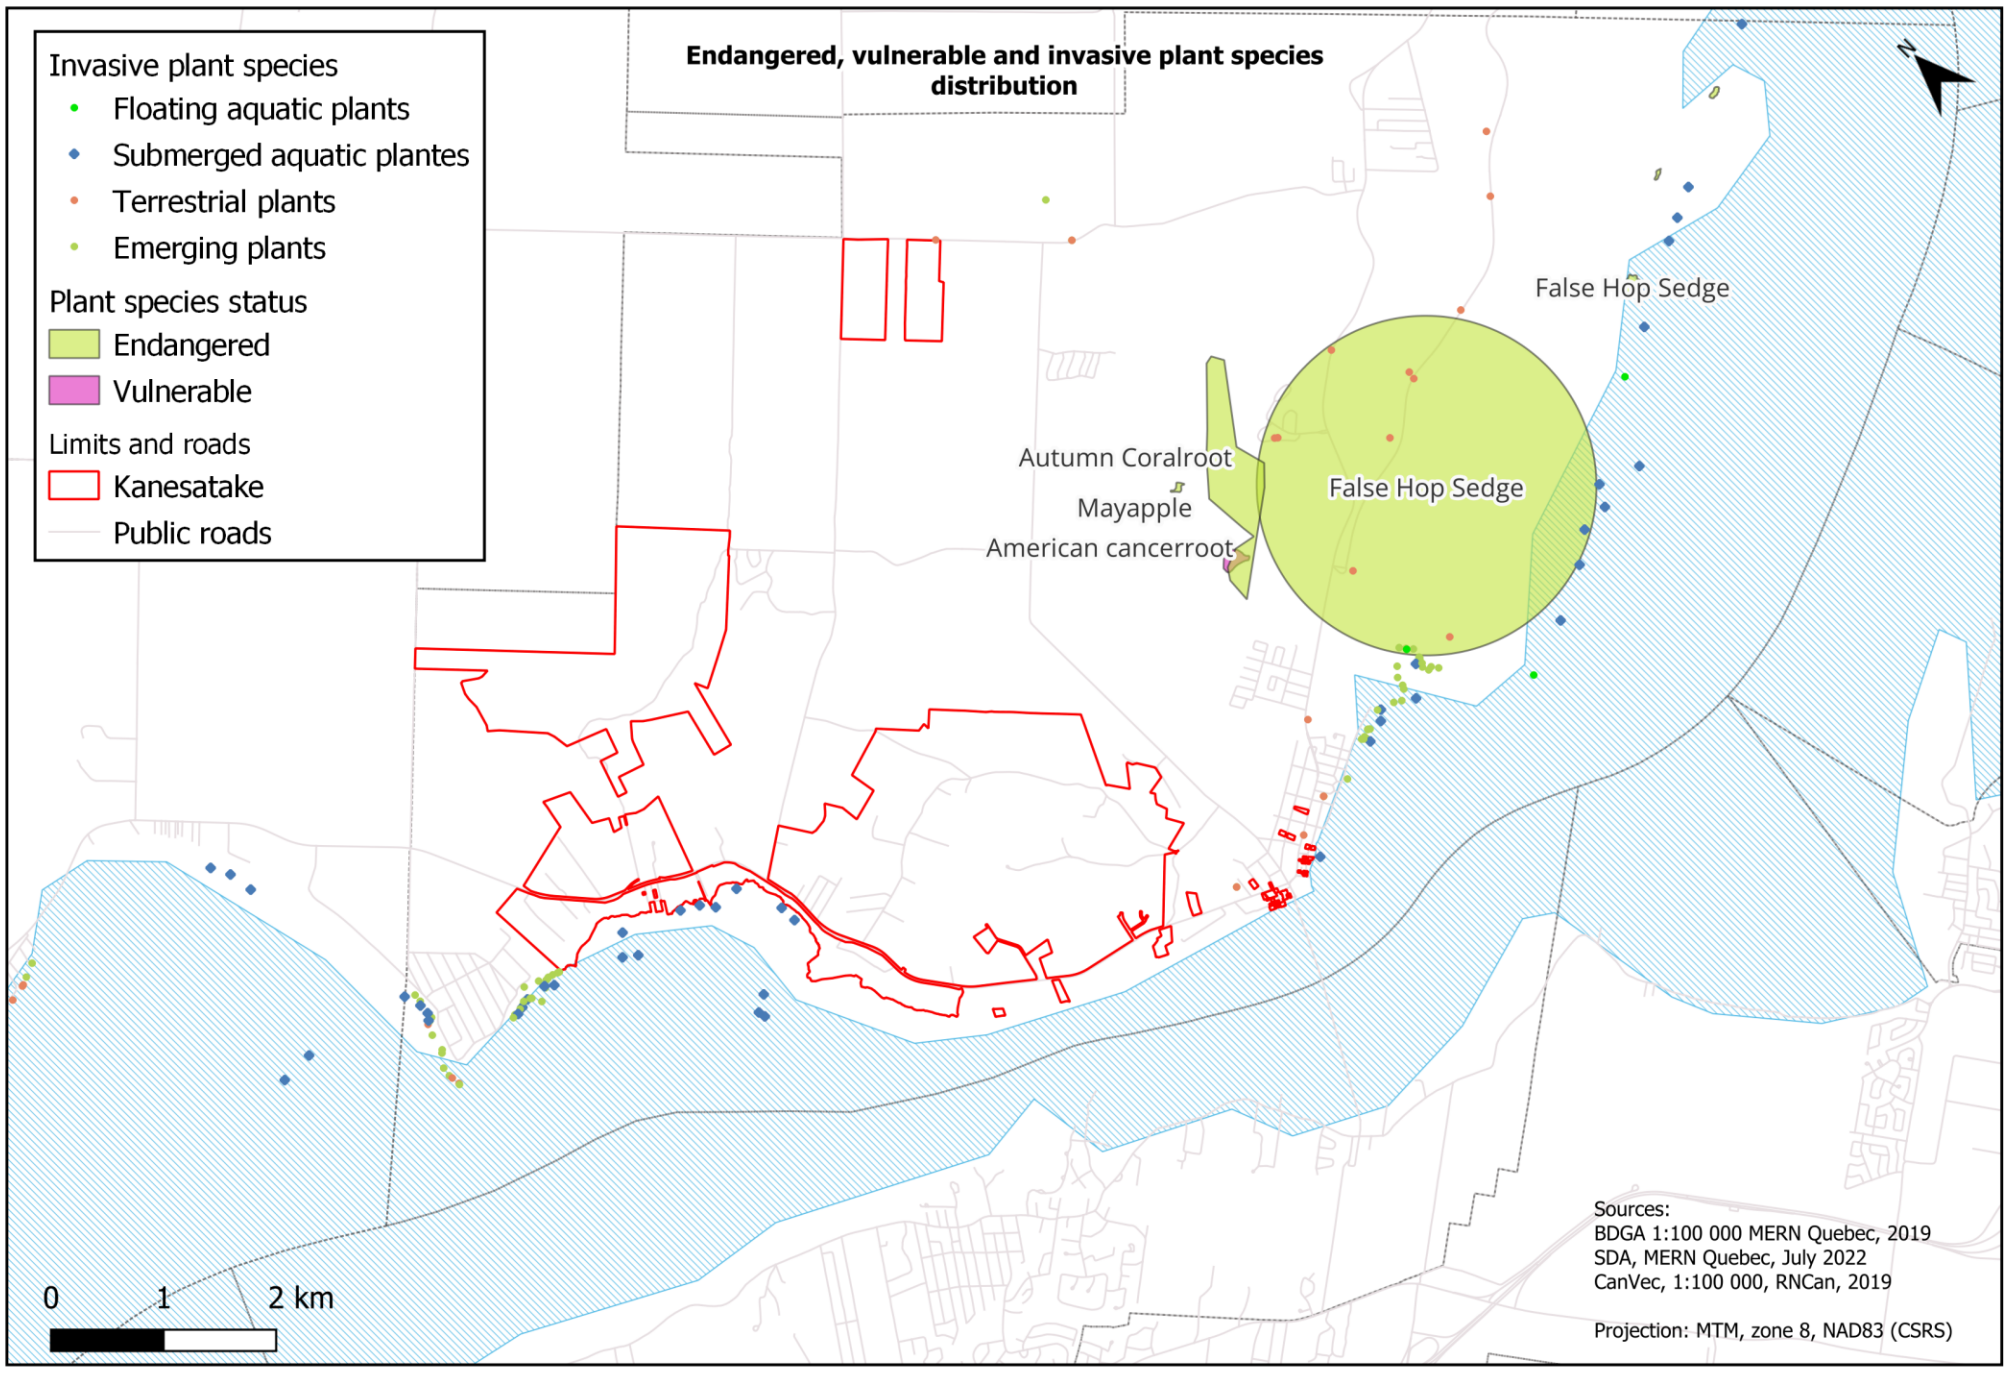 Endangered, vulnerable and invasive plant species
distribution
N
Invasive plant species
Floating aquatic plants
Submerged aquatic plantes
Terrestrial plants
Emerging plants
Plant species status
Endangered
Vulnerable
Limits and roads
Kanesatake
Public roads
False Hop Sedge
Autumn Coralroot
False Hop Sedge
Mayapple
American cancerroot
0 1 2 km
Sources:
BDGA 1:100 000 MERN Quebec, 2019
SDA, MERN Quebec, July 2022
CanVec, 1:100 000, RNCan, 2019
Projection: MTM, zone 8, NAD83 (CSRS)